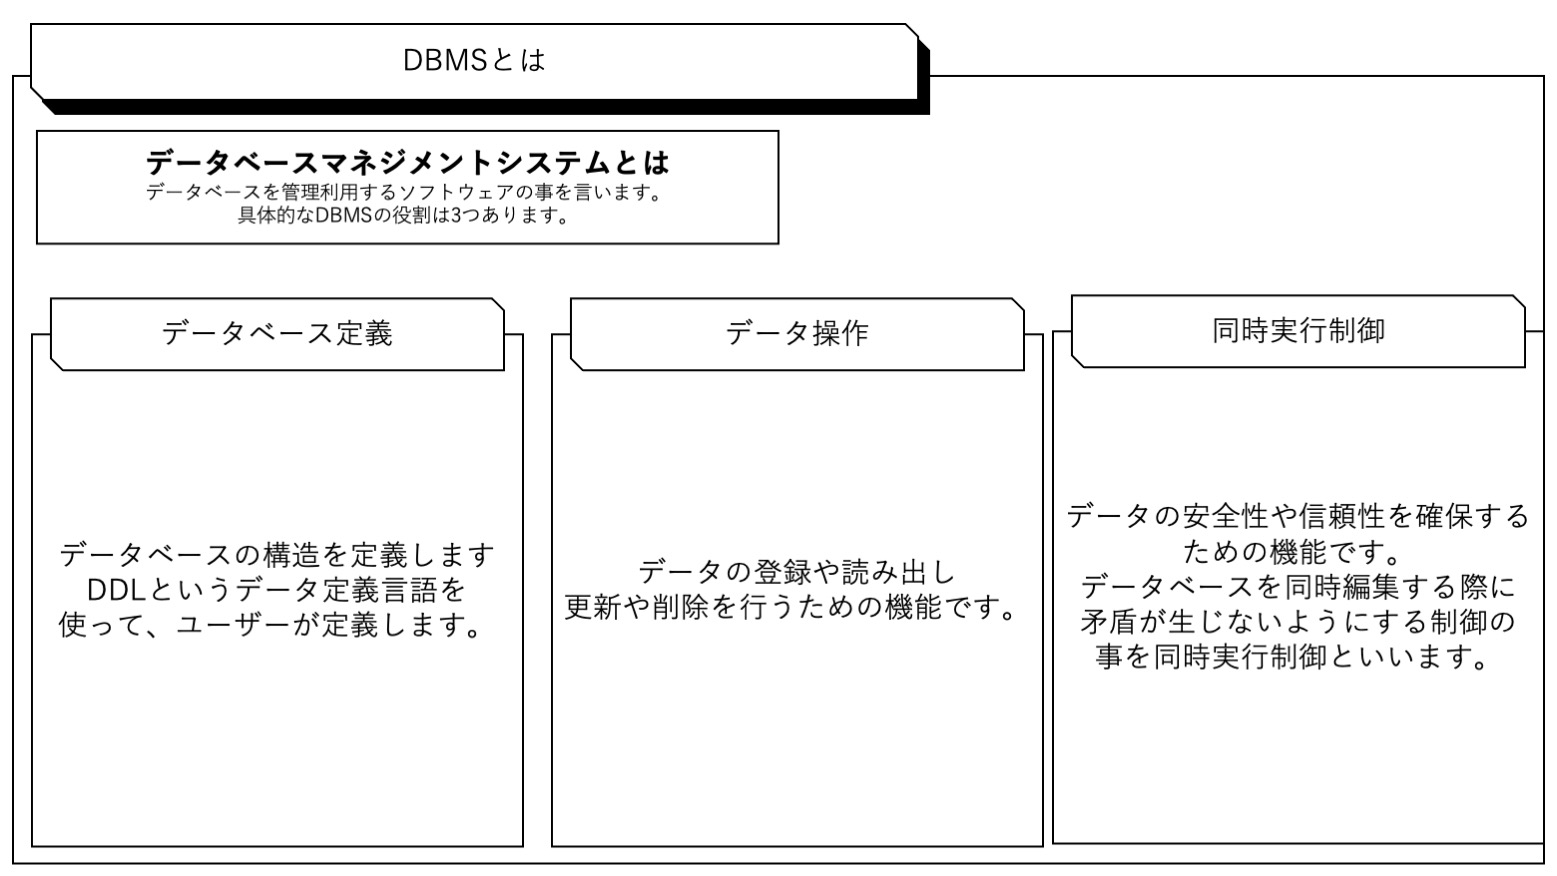 DBMSとは
データベースマネジメントシステムとは
データベースを管理利用するソフトウェアの事を言います。
具体的なDBMSの役割は3つあります。
データベース定義
データベースの構造を定義します
DDLというデータ定義言語を
使って、ユーザーが定義します。
データ操作
データの登録や読み出し
更新や削除を行うための機能です。
同時実行制御
データの安全性や信頼性を確保する
ための機能です。
データベースを同時編集する際に
矛盾が生じないようにする制御の
事を同時実行制御といいます。